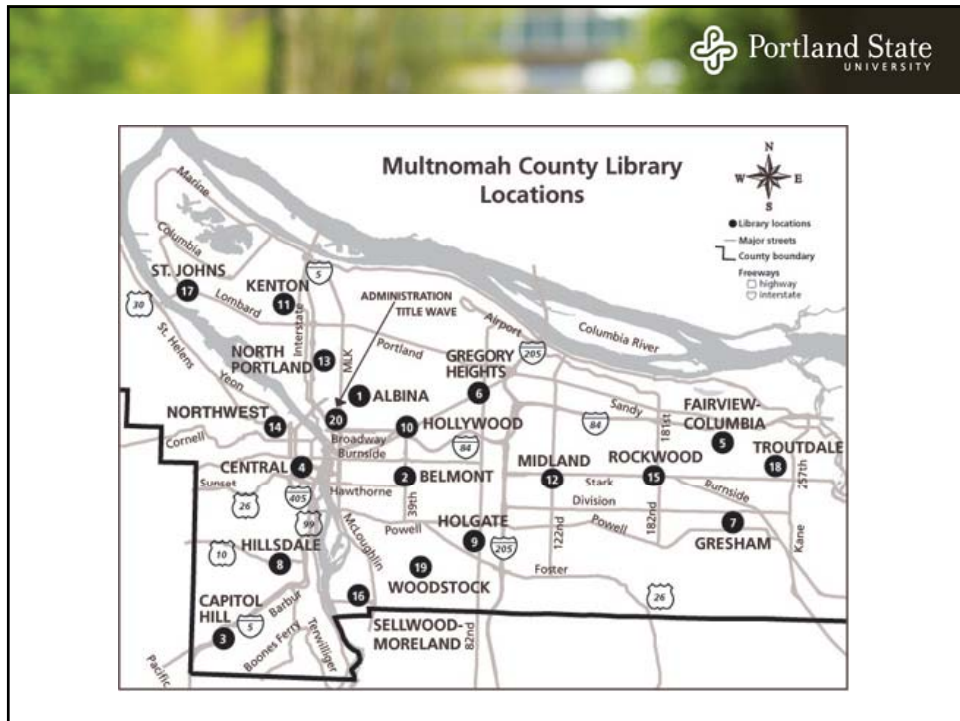 Portland State
UNIVERSITY
Multnomah County Library
Locations
N
W E
S
Library locations
Major streets
County boundary
Freeways
highway
interstate
Marine
Columbia
ST. JOHNS
17
30
Lombard
KENTON
11
5
Interstate
ADMINISTRATION
TITLE WAVE
MLK
Portland
Airport
Columbia River
205
St. Helens
Yeon
NORTH
PORTLAND
13
GREGORY
HEIGHTS
6
1
ALBINA
20
NORTHWEST
14
Cornell
Broadway
Burnside
10
HOLLYWOOD
84
84
Sandy
181st
FAIRVIEW-
COLUMBIA
5
TROUTDALE
18
257th
CENTRAL
4
Sunset
26
405
99
Hawthorne
2
BELMONT
39th
MIDLAND
12
Stark
ROCKWOOD
15
Burnside
Division
Powell
182nd
122nd
7
GRESHAM
Kane
McLoughlin
Powell
HOLGATE
9
205
Foster
26
10
HILLSDALE
8
19
WOODSTOCK
16
SELLWOOD-
MORELAND
82nd
CAPITOL
HILL
3
5
Barbur
Boones Ferry
Terwilliger
Pacific